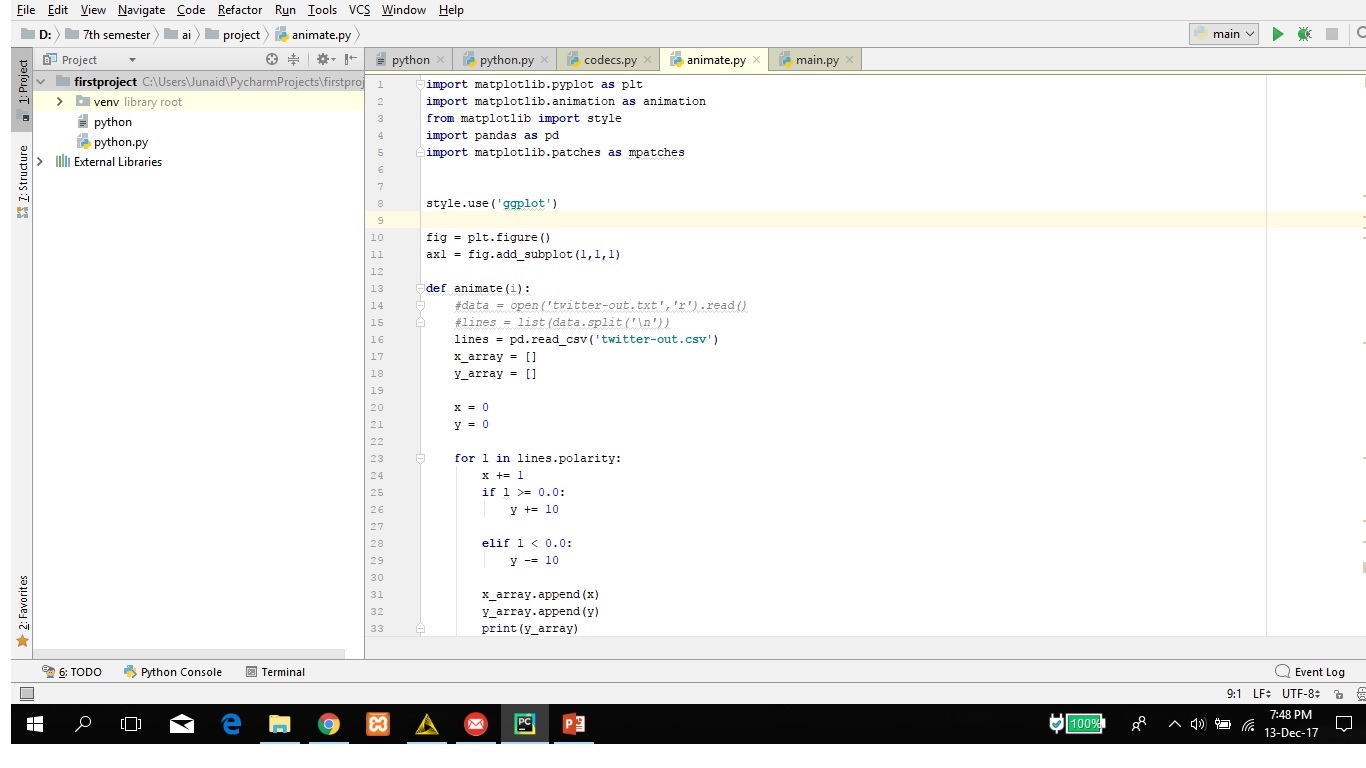 File Edit View Navigate Code Refactor Run Tools VCS Window Help
D: 7th semester ai project animate.py main
1: Project
Project
python python.py codecs.py animate.py main.py
firstproject C:\Users\Junaid\PycharmProjects\firstproj
venv library root
python
python.py
External Libraries
7: Structure
2: Favorites
1 import matplotlib.pyplot as plt
2 import matplotlib.animation as animation
3 from matplotlib import style
4 import pandas as pd
5 import matplotlib.patches as mpatches
6
7
8 style.use('ggplot')
9
10 fig = plt.figure()
11 ax1 = fig.add_subplot(1,1,1)
12
13 def animate(i):
14 #data = open('twitter-out.txt','r').read()
15 #lines = list(data.split('\n'))
16 lines = pd.read_csv('twitter-out.csv')
17 x_array = []
18 y_array = []
19
20 x = 0
21 y = 0
22
23 for l in lines.polarity:
24 x += 1
25 if l >= 0.0:
26 y += 10
27
28 elif l < 0.0:
29 y -= 10
30
31 x_array.append(x)
32 y_array.append(y)
33 print(y_array)
6: TODO Python Console Terminal Event Log
9:1 LF UTF-8
PC
100%
7:48 PM
13-Dec-17